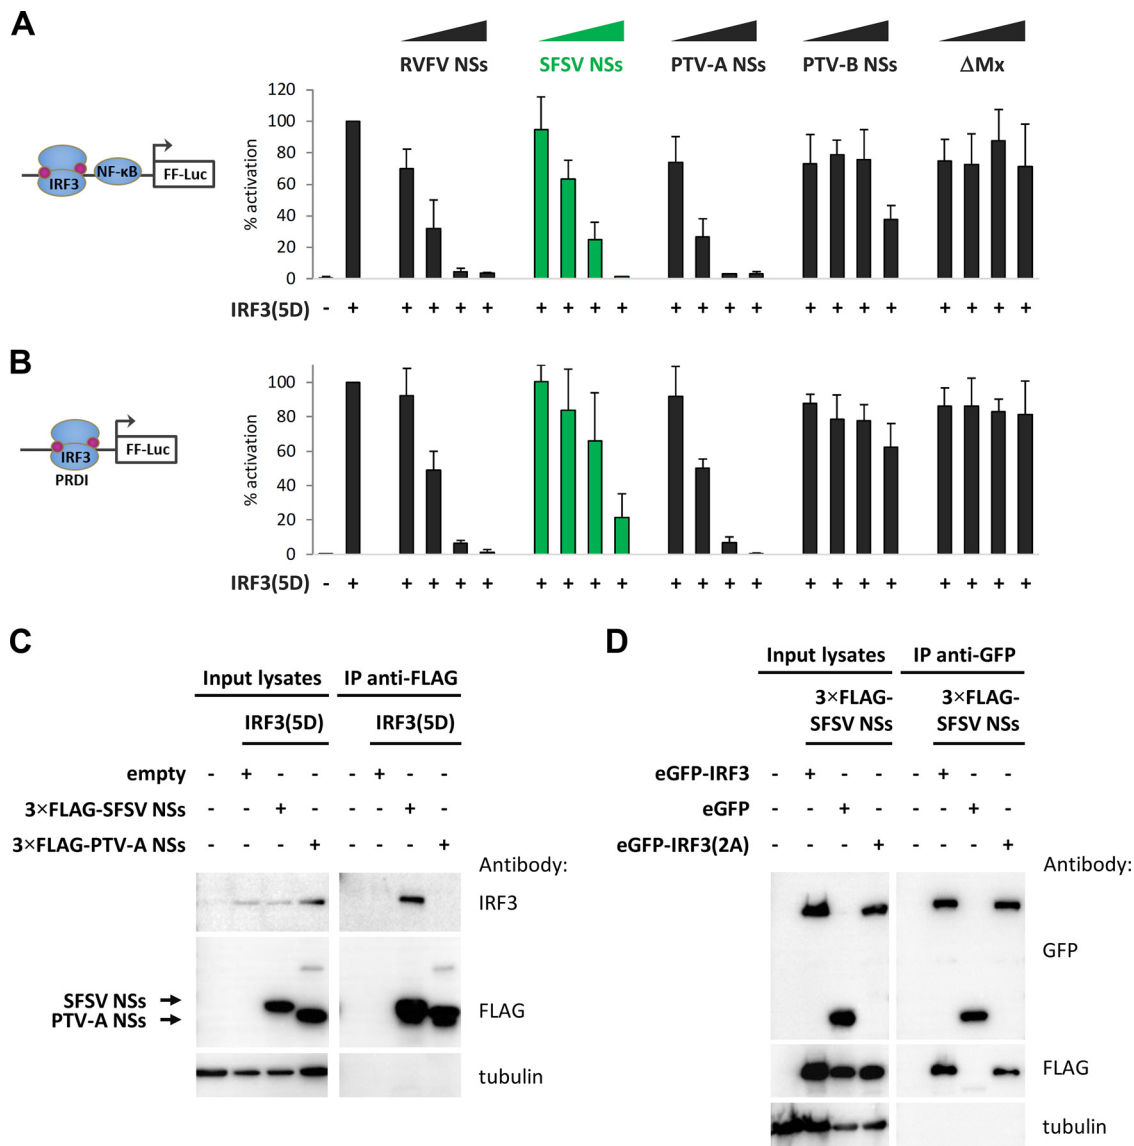 A
RVFV NSs SFSV NSs PTV-A NSs PTV-B NSs ΔMx
IRF3 NF-κB FF-Luc
% activation
120
100
80
60
40
20
0
IRF3(5D) - + + + + + + + + + + + + + + + + + + + + +
B
IRF3 FF-Luc
PRDI
% activation
100
80
60
40
20
0
IRF3(5D) - + + + + + + + + + + + + + + + + + + + + +
C
Input lysates IP anti-FLAG
IRF3(5D) IRF3(5D)
empty - + - - - + - -
3×FLAG-SFSV NSs - - + - - - + -
3×FLAG-PTV-A NSs - - - + - - - +
Antibody:
IRF3
SFSV NSs
PTV-A NSs
FLAG
tubulin
D
Input lysates IP anti-GFP
3×FLAG- 3×FLAG-
SFSV NSs SFSV NSs
eGFP-IRF3 - + - - - + - -
eGFP - - + - - - + -
eGFP-IRF3(2A) - - - + - - - +
Antibody:
GFP
FLAG
tubulin